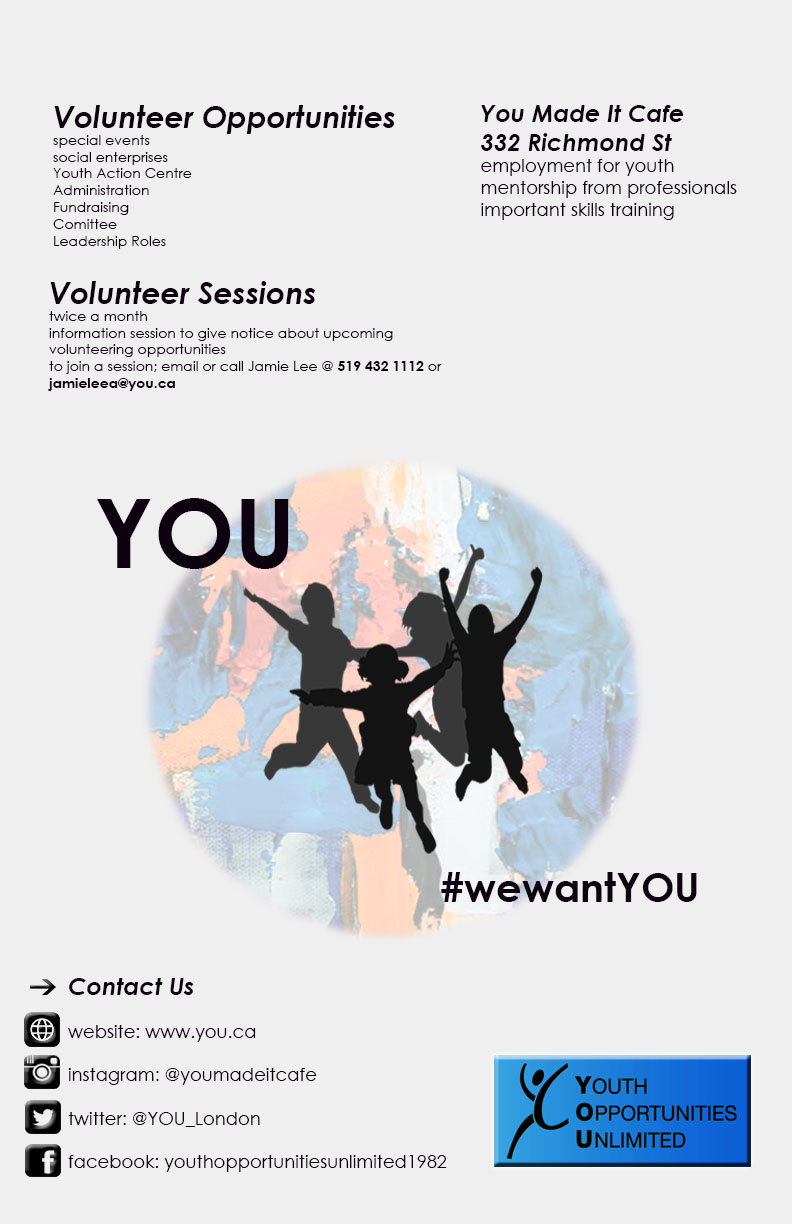 Volunteer Opportunities
special events
social enterprises
Youth Action Centre
Administration
Fundraising
Comittee
Leadership Roles
You Made It Cafe
332 Richmond St
employment for youth
mentorship from professionals
important skills training
Volunteer Sessions
twice a month
information session to give notice about upcoming
volunteering opportunities
to join a session; email or call Jamie Lee @ 519 432 1112 or
jamieleea@you.ca
YOU
#wewantYOU
Contact Us
website: www.you.ca
instagram: @youmadeitcafe
twitter: @YOU_London
facebook: youthopportunitiesunlimited1982
YOUTH
OPPORTUNITIES
UNLIMITED